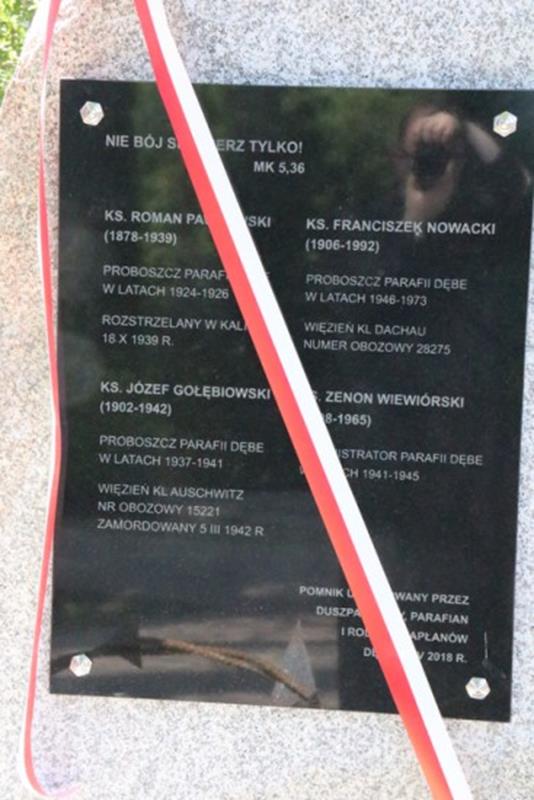 NIE BÓJ TYLKO!
MK 5,36
KS. ROMAN
(1878-1939)
PROBOSZCZ
W LATACH 1924-1926
ROZSTRZELANY W
18 X 1939 R.
KS. FRANCISZEK NOWACKI
(1906-1992)
PROBOSZCZ PARAFII DĘBE
W LATACH 1946-1973
WIĘZIEŃ KL DACHAU
NUMER OBOZOWY 28275
KS. JÓZEF GOŁĘBIOWSKI
(1902-1942)
PROBOSZCZ PARAFII DĘBE
W LATACH 1937-1941
WIĘZIEŃ KL AUSCHWITZ
NR OBOZOWY 15221
ZAMORDOWANY 5 III 1942 R
ZENON WIEWIÓRSKI
PARAFII DĘBE
1941-1945
POMNIK PRZEZ
PARAFIAN
I
2018 R.